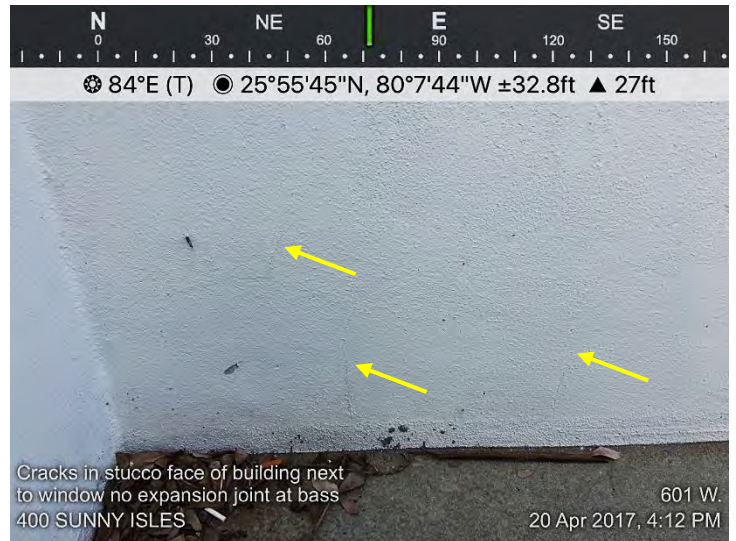 N NE E SE
0 30 60 90 120 150
84°E (T) 25°55'45"N, 80°7'44"W ±32.8ft ▲ 27ft
Cracks in stucco face of building next
to window no expansion joint at bass
400 SUNNY ISLES
601 W.
20 Apr 2017, 4:12 PM